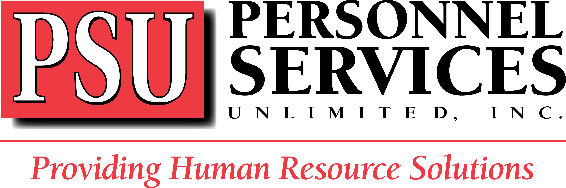 PSU
PERSONNEL
SERVICES
UNLIMITED, INC.
Providing Human Resource Solutions